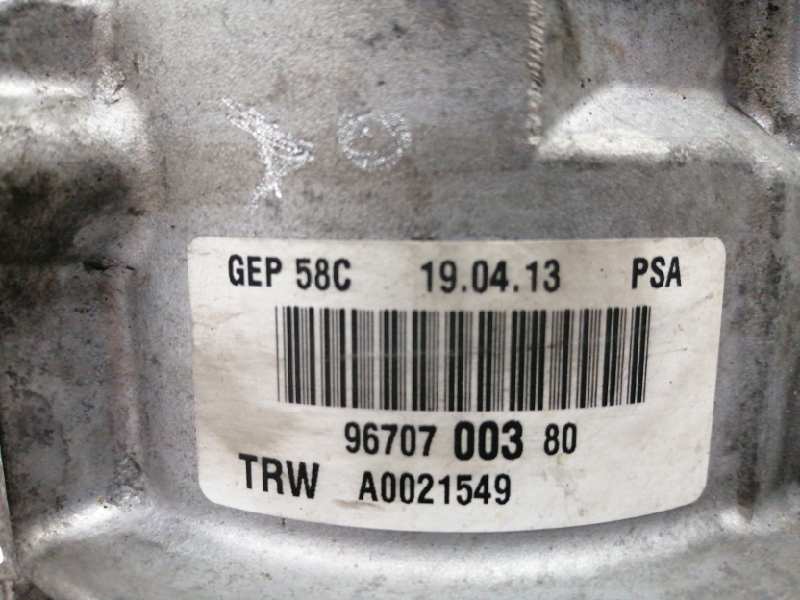 GEP 58C 19.04.13 PSA
96707 003 80
TRW A0021549